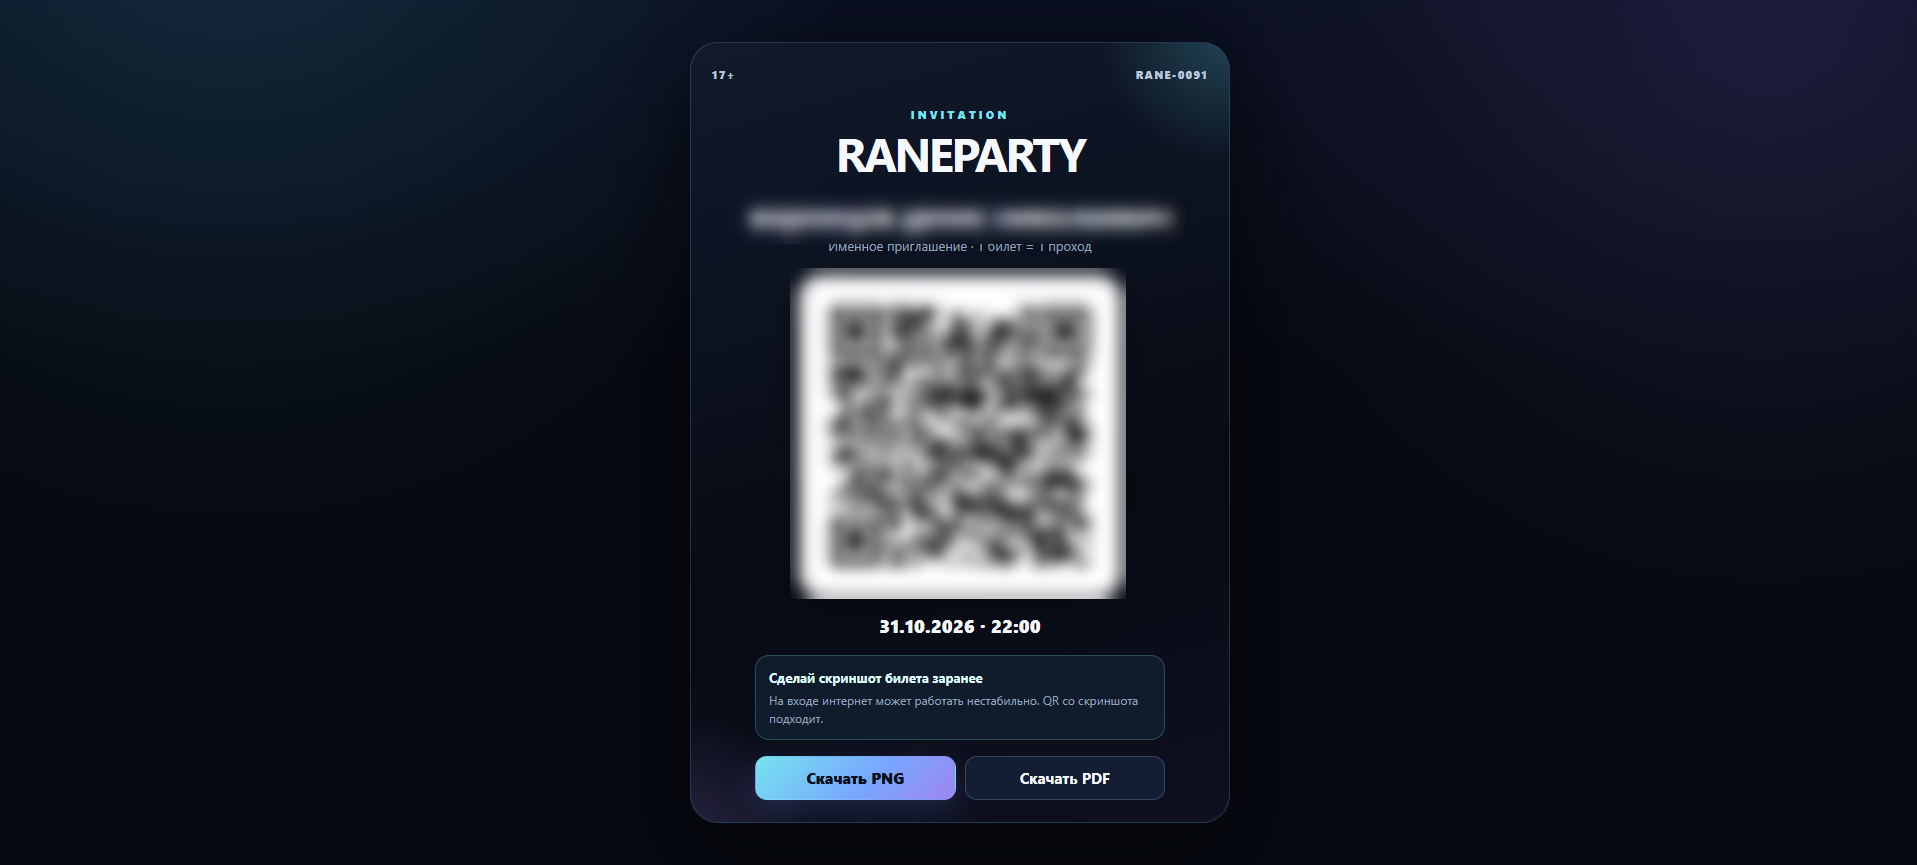 17+
RANE-0091
INVITATION
RANEPARTY
Именное приглашение · 1 билет = 1 проход
31.10.2026 · 22:00
Сделай скриншот билета заранее
На входе интернет может работать нестабильно. QR со скриншота
подходит.
Скачать PNG
Скачать PDF